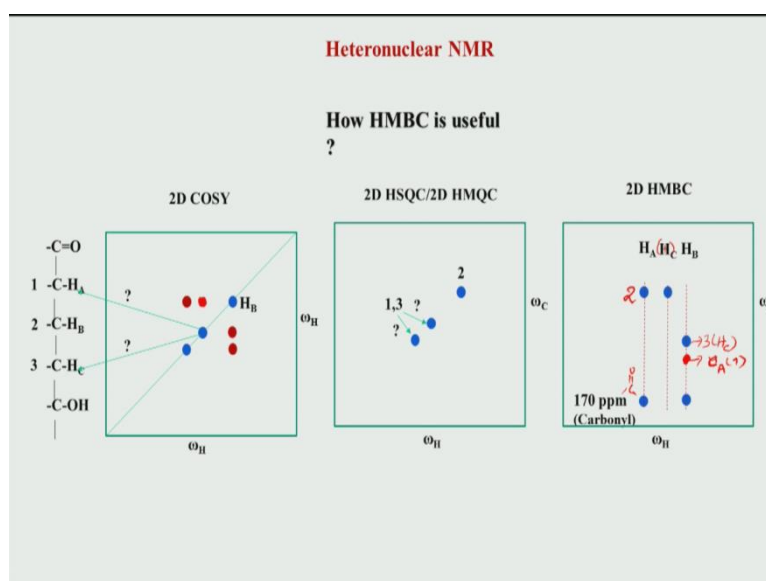 Heteronuclear NMR
How HMBC is useful
?
2D COSY
2D HSQC/2D HMQC
2D HMBC
-C=O
1 -C-HA
2 -C-HB
3 -C-HC
-C-OH
?
?
HB
ωH
ωH
2
1,3 ?
?
ωC
ωH
HA HC HB
2
3(HC)
A(1)
170 ppm
(Carbonyl)
ωH